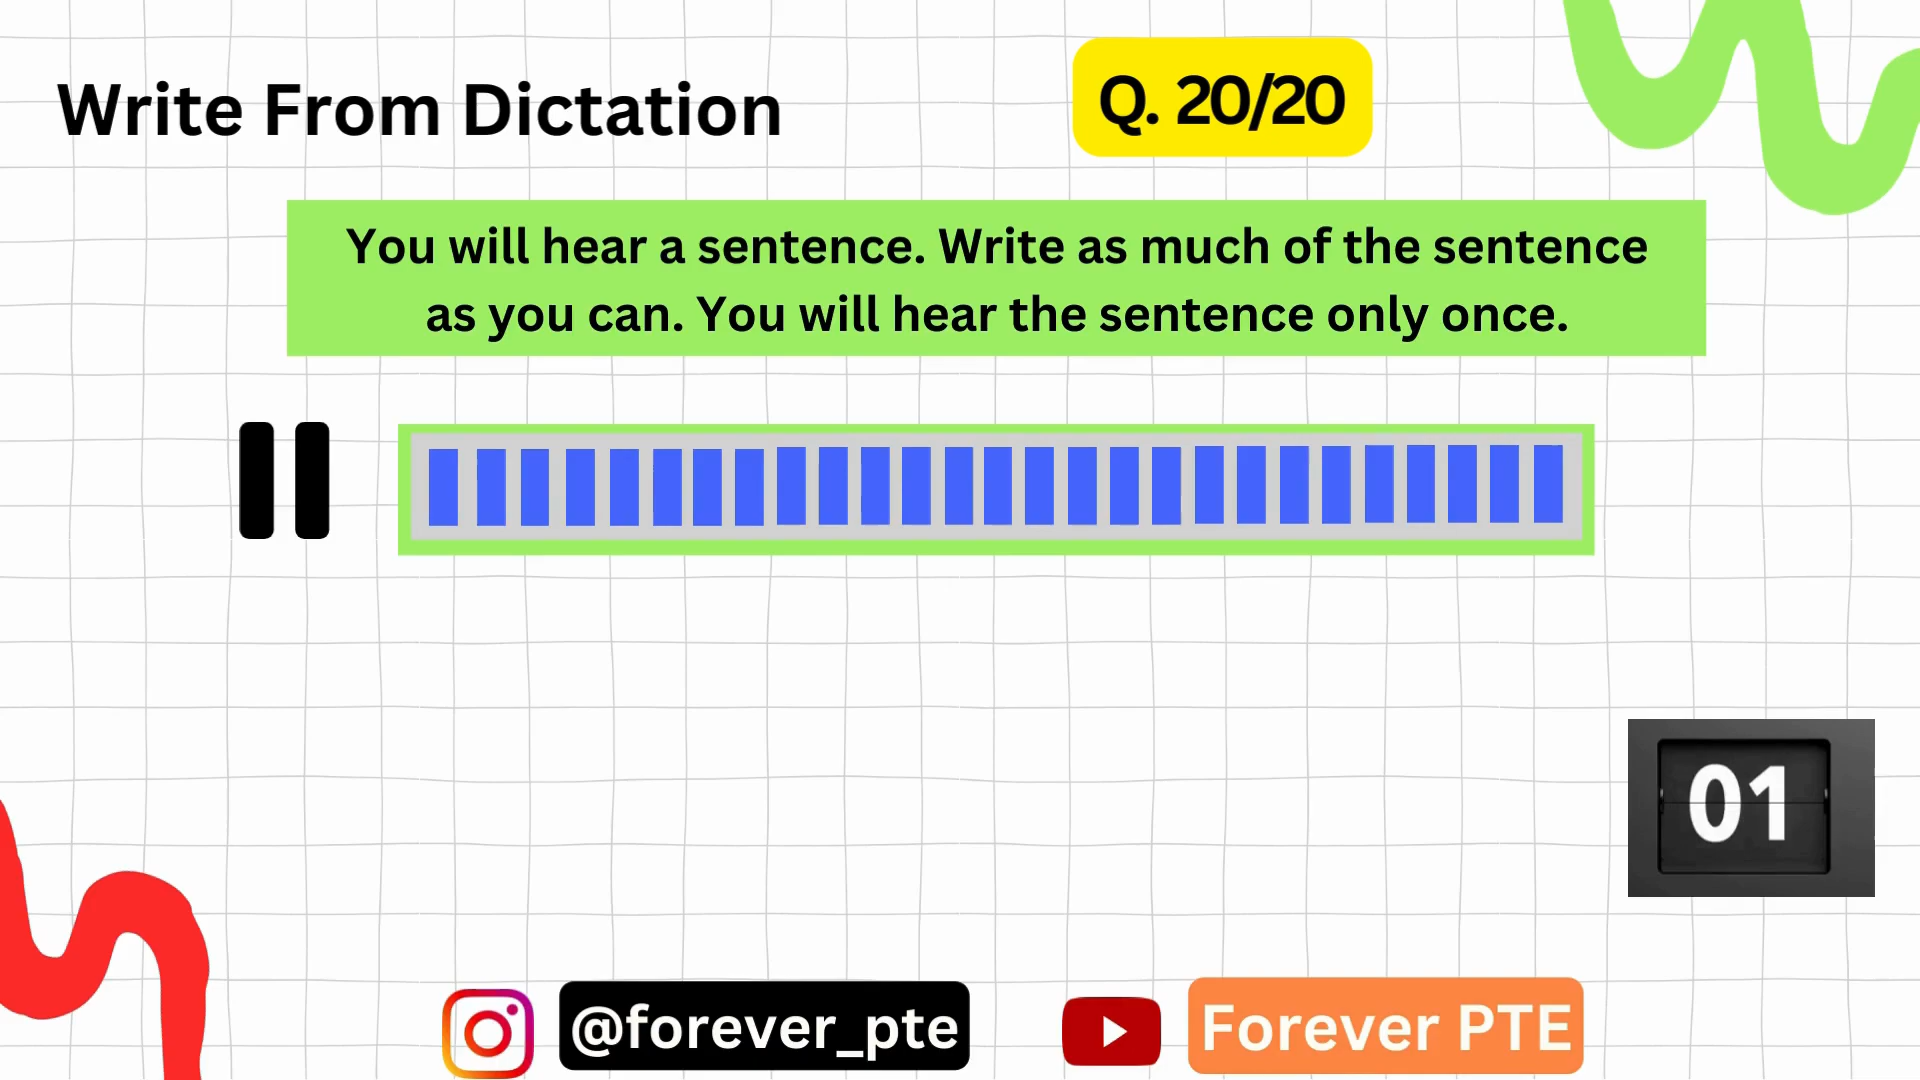 Write From Dictation
Q. 20/20
You will hear a sentence. Write as much of the sentence
as you can. You will hear the sentence only once.
01
@forever_pte
Forever PTE